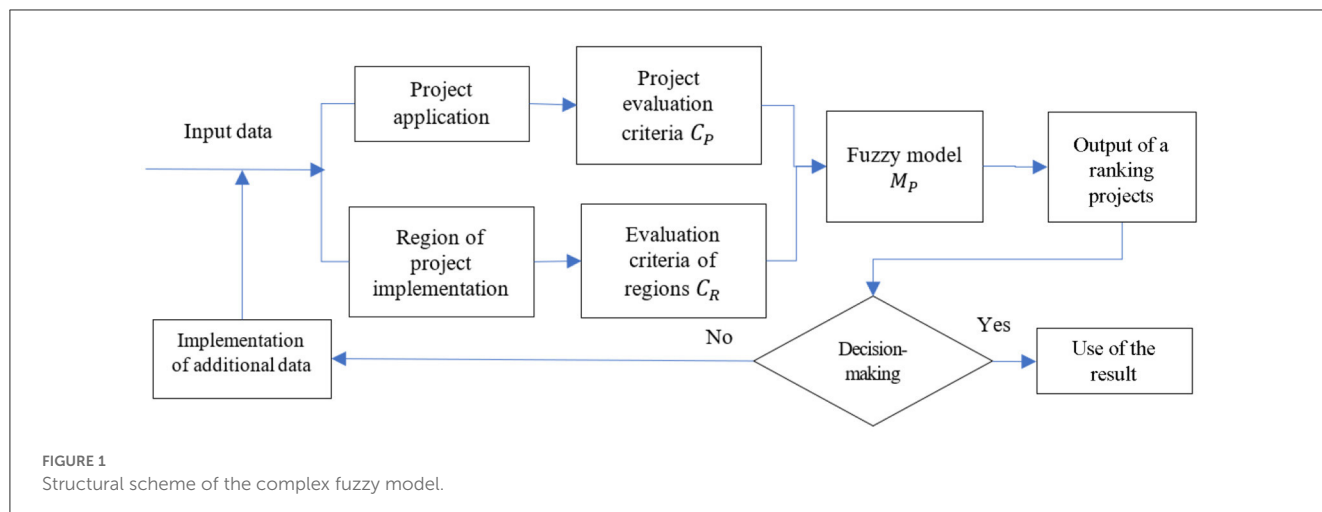 Input data
Project
application
Project
evaluation
criteria C_P
Region of
project
implementation
Evaluation
criteria of
regions C_R
Fuzzy model
M_P
Output of a
ranking
projects
Decision-
making
Yes
Use of the
result
No
Implementation
of additional data
FIGURE 1
Structural scheme of the complex fuzzy model.